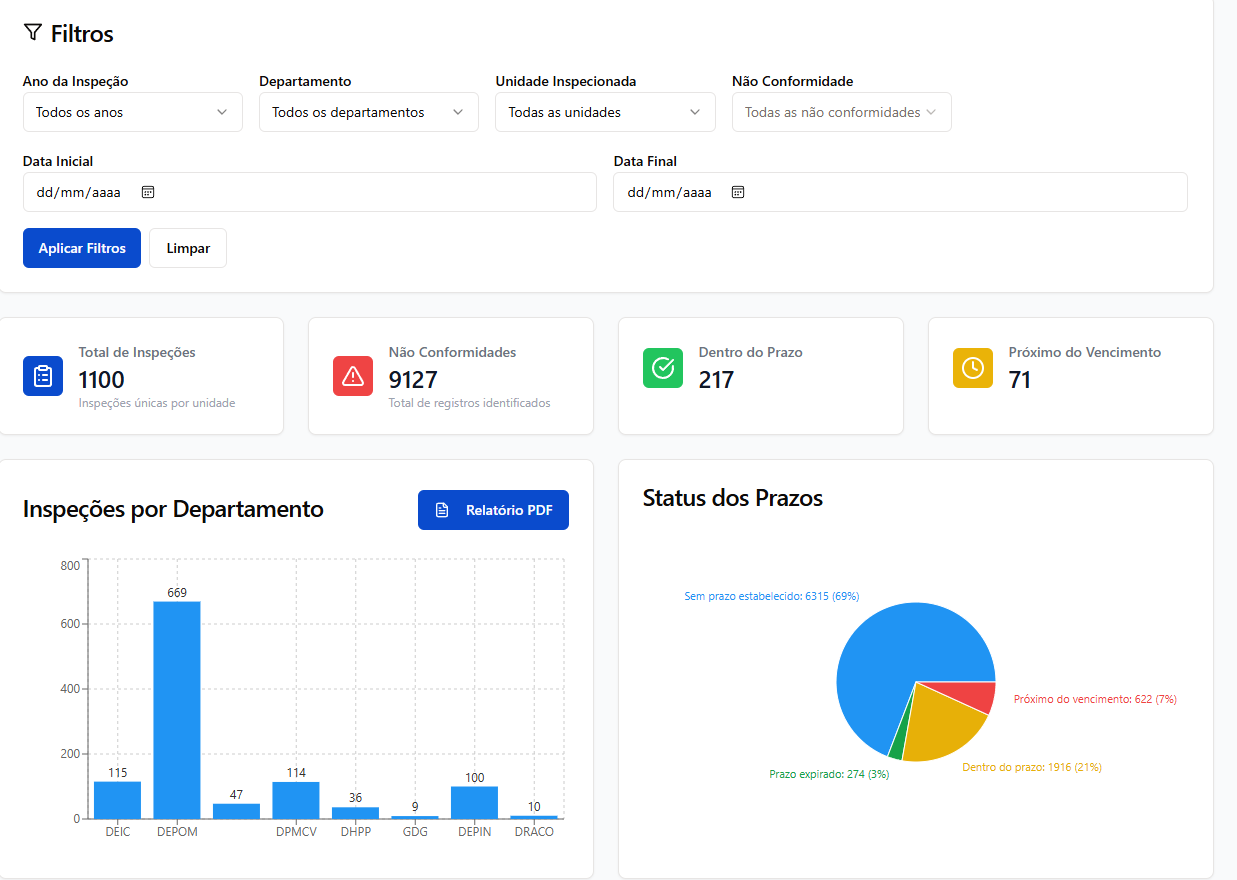 Filtros
Ano da Inspeção
Departamento
Unidade Inspecionada
Não Conformidade
Todos os anos
Todos os departamentos
Todas as unidades
Todas as não conformidades
Data Inicial
Data Final
dd/mm/aaaa
dd/mm/aaaa
Aplicar Filtros
Limpar
Total de Inspeções
1100
Inspeções únicas por unidade
Não Conformidades
9127
Total de registros identificados
Dentro do Prazo
217
Próximo do Vencimento
71
Inspeções por Departamento
Relatório PDF
800
600
400
200
0
115
669
47
114
36
9
100
10
DEIC
DEPOM
DPMCV
DHPP
GDG
DEPIN
DRACO
Status dos Prazos
Sem prazo estabelecido: 6315 (69%)
Próximo do vencimento: 622 (7%)
Dentro do prazo: 1916 (21%)
Prazo expirado: 274 (3%)